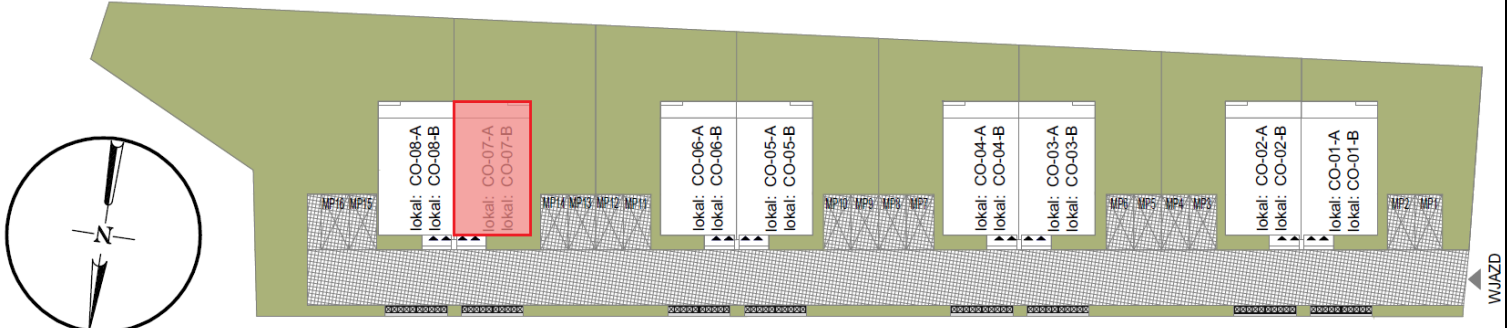 lokal: CO-08-A
lokal: CO-08-B
lokal: CO-07-A
lokal: CO-07-B
lokal: CO-06-A
lokal: CO-06-B
lokal: CO-05-A
lokal: CO-05-B
lokal: CO-04-A
lokal: CO-04-B
lokal: CO-03-A
lokal: CO-03-B
lokal: CO-02-A
lokal: CO-02-B
lokal: CO-01-A
lokal: CO-01-B
MP16 MP15
MP14 MP13 MP12 MP11
MP10 MP9 MP8 MP7
MP6 MP5 MP4 MP3
MP2 MP1
N
WJAZD